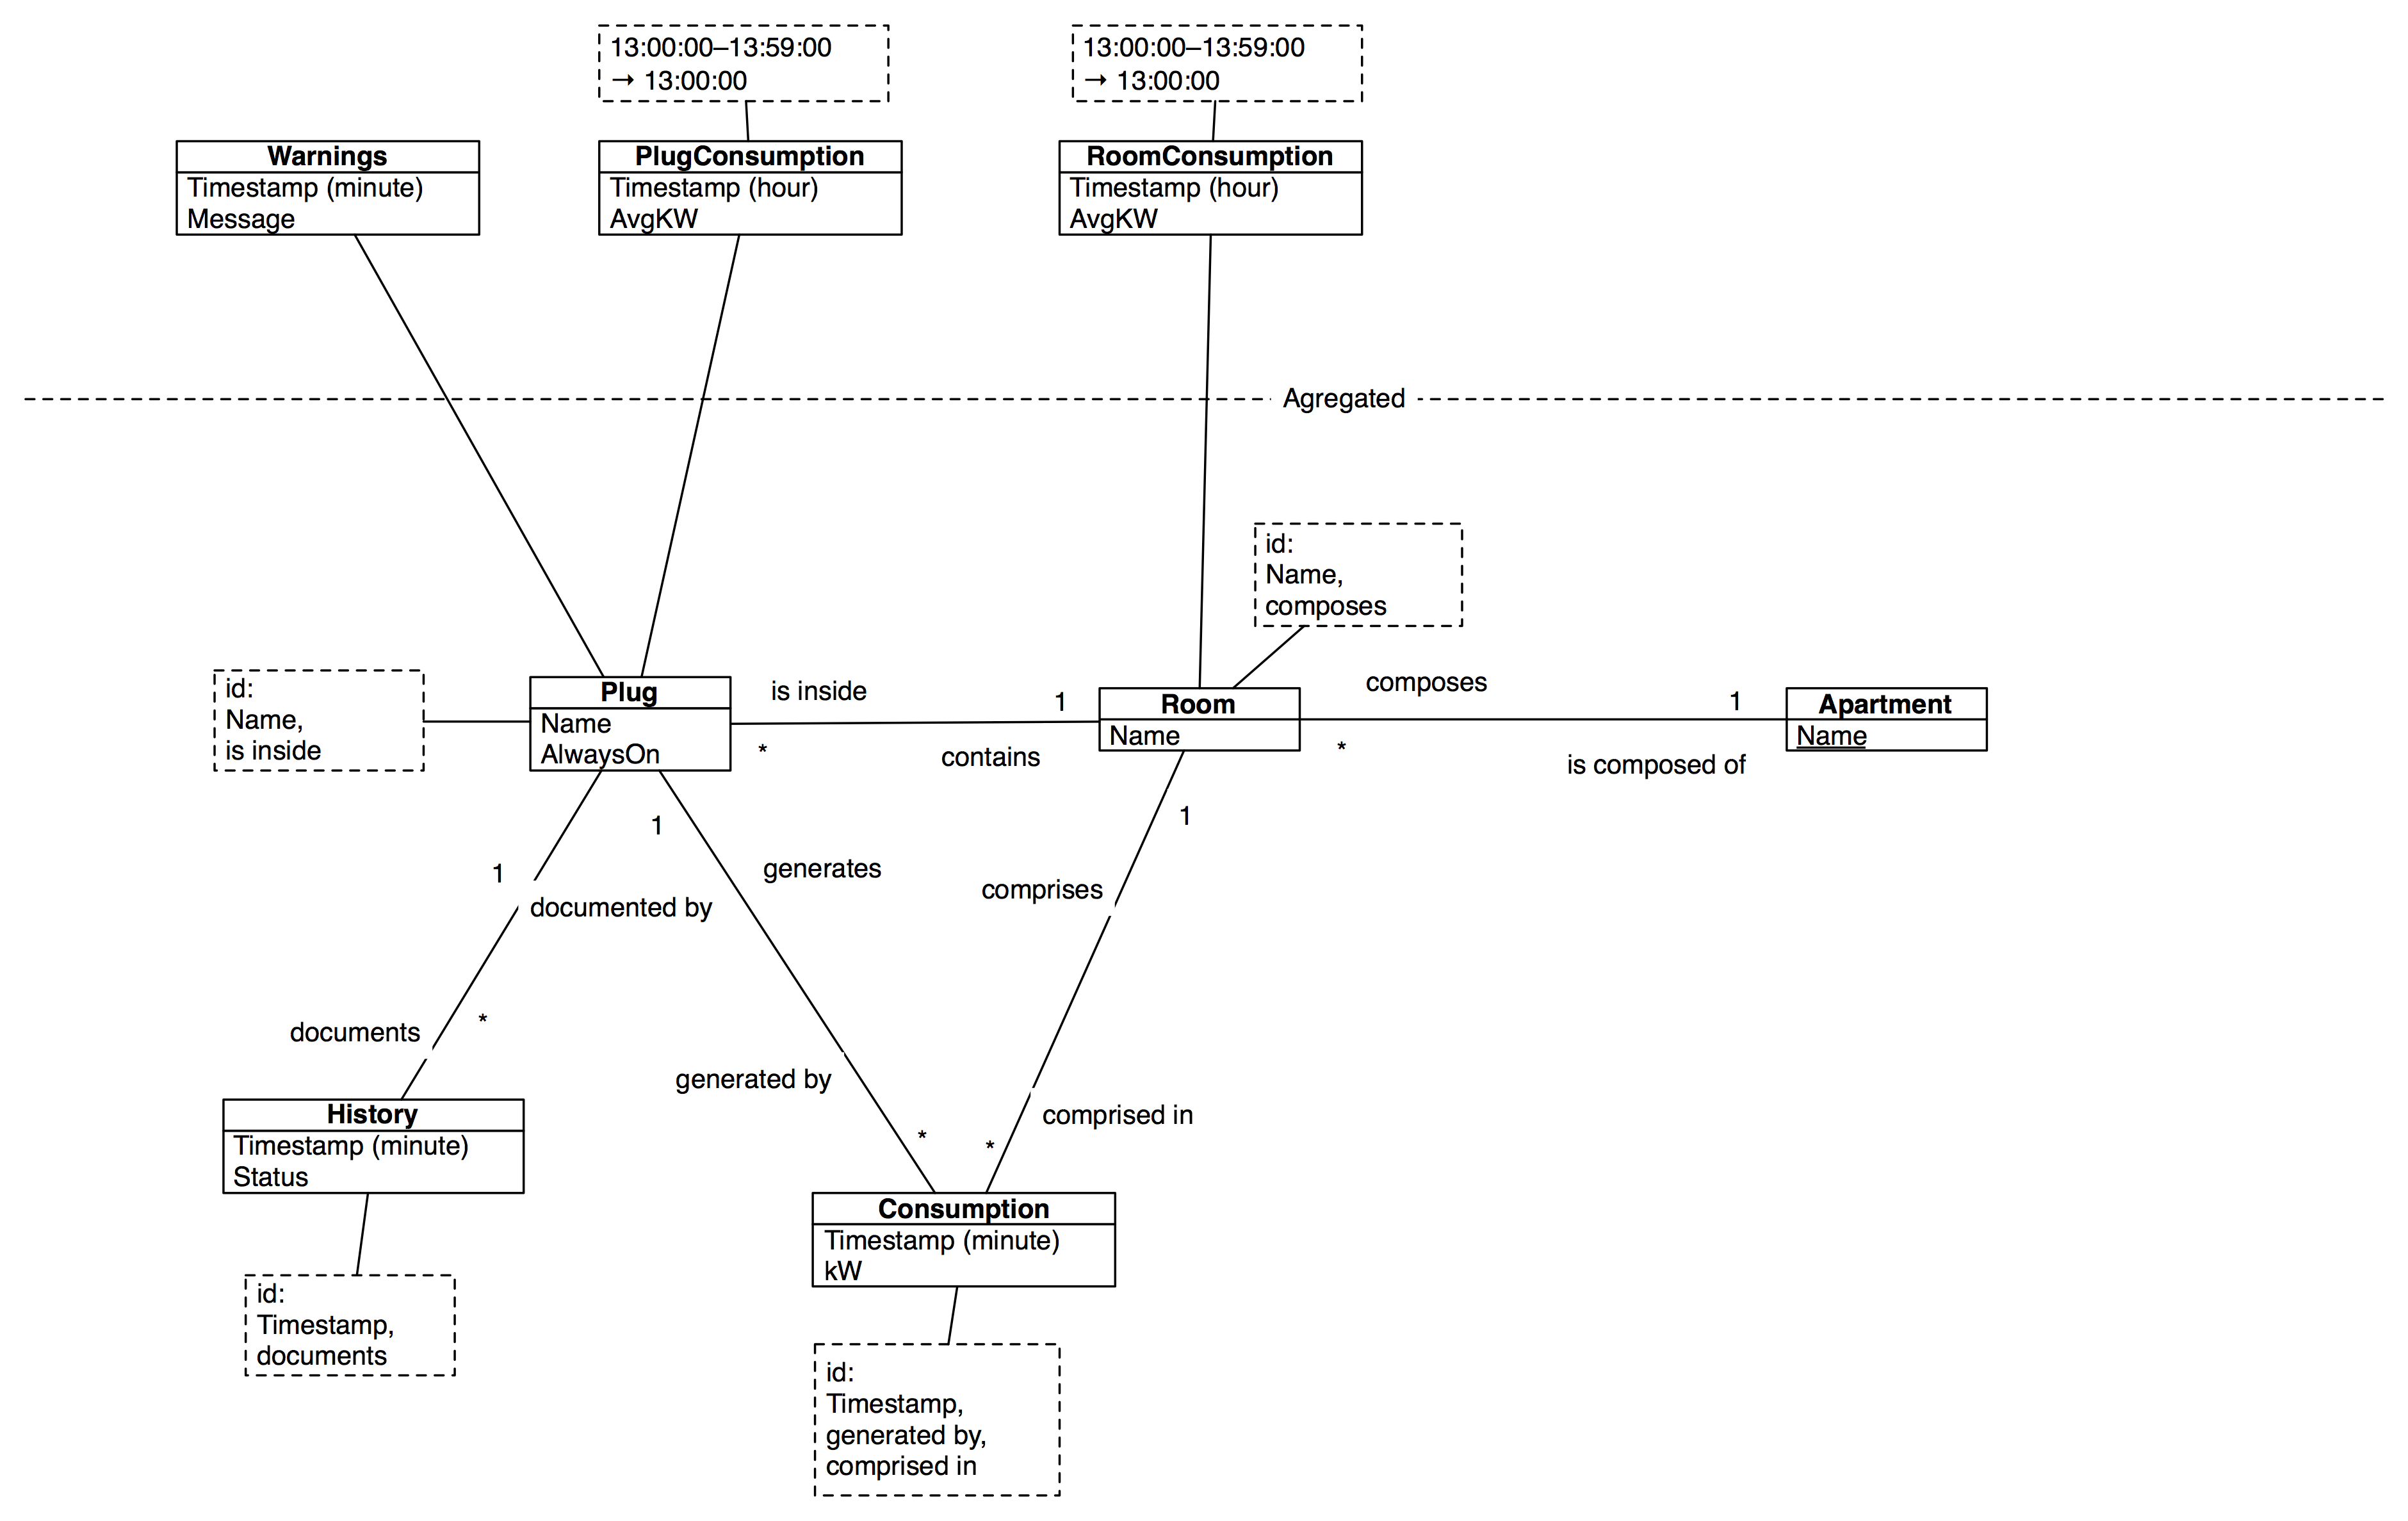 13:00:00–13:59:00
→ 13:00:00
13:00:00–13:59:00
→ 13:00:00
Warnings
Timestamp (minute)
Message
PlugConsumption
Timestamp (hour)
AvgKW
RoomConsumption
Timestamp (hour)
AvgKW
Agregated
id:
Name,
composes
id:
Name,
is inside
Plug
Name
AlwaysOn
is inside
1
*
contains
Room
Name
composes
1
*
is composed of
Apartment
Name
1
documented by
documents
*
1
generates
generated by
*
1
comprises
comprised in
*
History
Timestamp (minute)
Status
Consumption
Timestamp (minute)
kW
id:
Timestamp,
documents
id:
Timestamp,
generated by,
comprised in